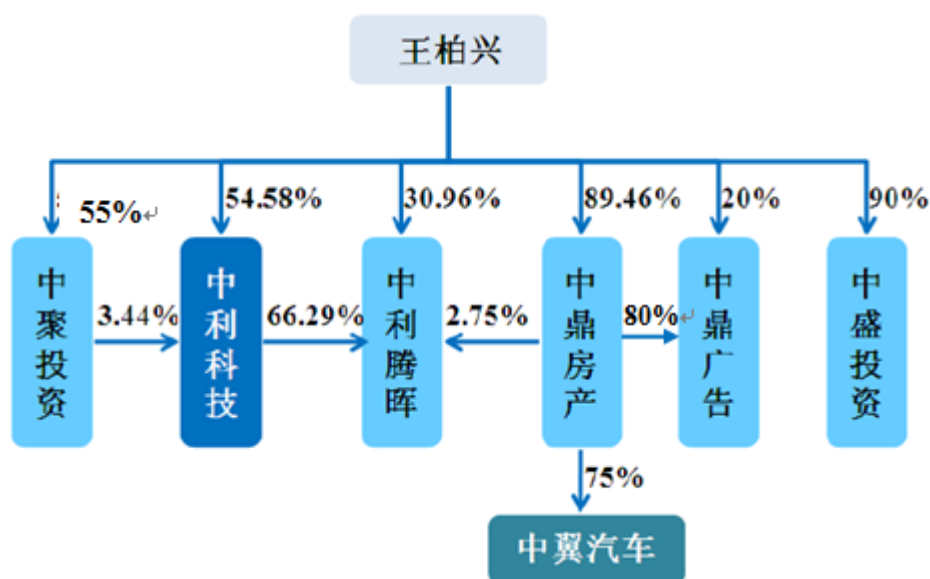 王柏兴
55%
54.58%
30.96%
89.46%
20%
90%
中聚投资
3.44%
中利科技
66.29%
中利腾晖
2.75%
中鼎房产
80%
中鼎广告
中盛投资
75%
中翼汽车